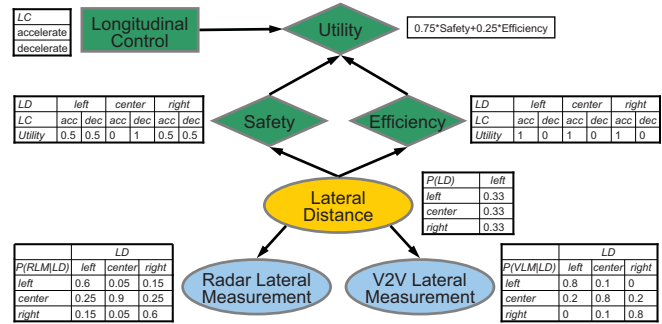 LC
accelerate
decelerate
Longitudinal
Control
Utility
0.75*Safety+0.25*Efficiency
LD left center right
LC acc dec acc dec acc dec
Utility 0.5 0.5 0 1 0.5 0.5
Safety
Efficiency
LD left center right
LC acc dec acc dec acc dec
Utility 1 0 1 0 1 0
Lateral
Distance
P(LD) left
left 0.33
center 0.33
right 0.33
LD
P(RLM|LD) left center right
left 0.6 0.05 0.15
center 0.25 0.9 0.25
right 0.15 0.05 0.6
Radar Lateral
Measurement
V2V Lateral
Measurement
LD
P(VLM|LD) left center right
left 0.8 0.1 0
center 0.2 0.8 0.2
right 0 0.1 0.8